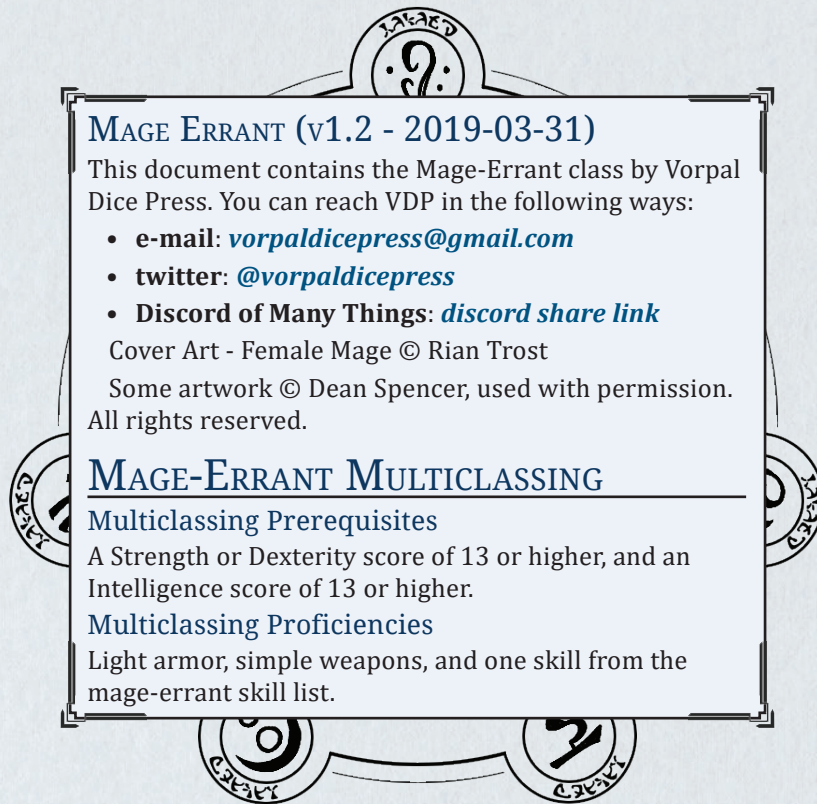 Mage Errant (v1.2 - 2019-03-31)
This document contains the Mage-Errant class by Vorpal
Dice Press. You can reach VDP in the following ways:
• e-mail: vorpaldicepress@gmail.com
• twitter: @vorpaldicepress
• Discord of Many Things: discord share link
Cover Art - Female Mage © Rian Trost
Some artwork © Dean Spencer, used with permission.
All rights reserved.
Mage-Errant Multiclassing
Multiclassing Prerequisites
A Strength or Dexterity score of 13 or higher, and an
Intelligence score of 13 or higher.
Multiclassing Proficiencies
Light armor, simple weapons, and one skill from the
mage-errant skill list.